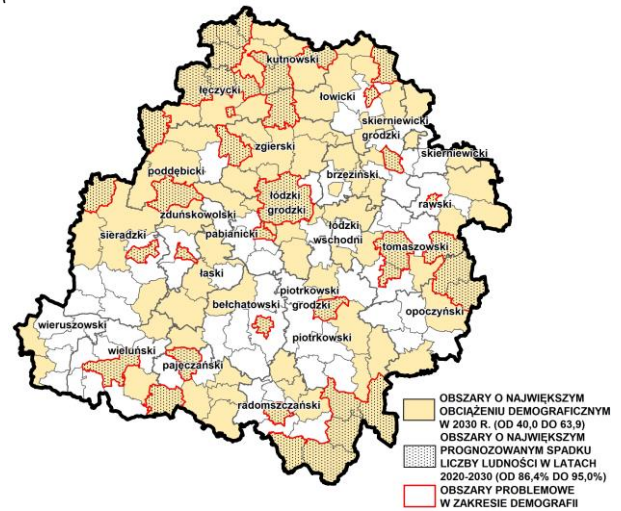 kutnowski
łęczycki
łowicki
skierniewicki
grodzki
zgierski
skierniewicki
poddębicki
brzeziński
łódzki
grodzki
rawski
zduńskowolski
sieradzki
pabianicki
łódzki
wschodni
tomaszowski
łaski
piotrkowski
grodzki
bełchatowski
opoczyński
wieruszowski
piotrkowski
wieluński
pajęczański
radomszczański
OBSZARY O NAJWIĘKSZYM
OBCIĄŻENIU DEMOGRAFICZNYM
W 2030 R. (OD 40,0 DO 63,9)
OBSZARY O NAJWIĘKSZYM
PROGNOZOWANYM SPADKU
LICZBY LUDNOŚCI W LATACH
2020-2030 (OD 86,4% DO 95,0%)
OBSZARY PROBLEMOWE
W ZAKRESIE DEMOGRAFII